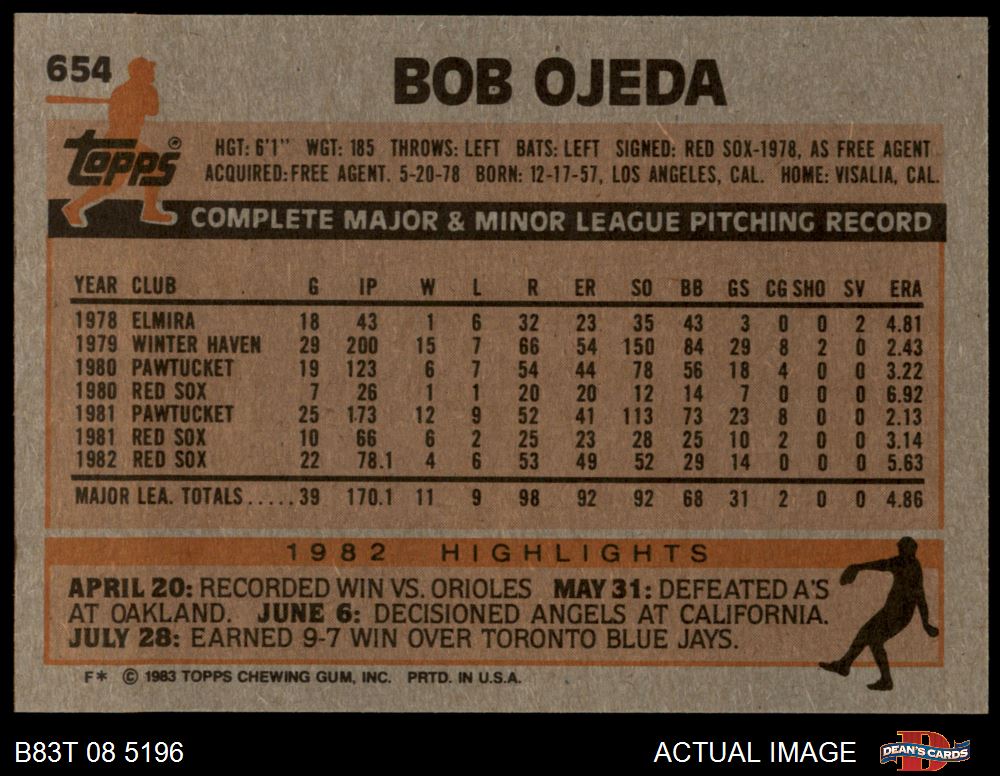 654
BOB OJEDA
topps®
HGT: 6'1" WGT: 185 THROWS: LEFT BATS: LEFT SIGNED: RED SOX-1978, AS FREE AGENT
ACQUIRED: FREE AGENT. 5-20-78 BORN: 12-17-57, LOS ANGELES, CAL. HOME: VISALIA, CAL.
COMPLETE MAJOR & MINOR LEAGUE PITCHING RECORD
YEAR CLUB G IP W L R ER SO BB GS CG SHO SV ERA
1978 ELMIRA 18 43 1 6 32 23 35 43 3 0 0 2 4.81
1979 WINTER HAVEN 29 200 15 7 66 54 150 84 29 8 2 0 2.43
1980 PAWTUCKET 19 123 6 7 54 44 78 56 18 4 0 0 3.22
1980 RED SOX 7 26 1 1 20 20 12 14 7 0 0 0 6.92
1981 PAWTUCKET 25 173 12 9 52 41 113 73 23 8 0 0 2.13
1981 RED SOX 10 66 6 2 25 23 28 25 10 2 0 0 3.14
1982 RED SOX 22 78.1 4 6 53 49 52 29 14 0 0 0 5.63
MAJOR LEA. TOTALS.....39 170.1 11 9 98 92 92 68 31 2 0 0 4.86
1982 HIGHLIGHTS
APRIL 20: RECORDED WIN VS. ORIOLES MAY 31: DEFEATED A'S
AT OAKLAND. JUNE 6: DECISIONED ANGELS AT CALIFORNIA.
JULY 28: EARNED 9-7 WIN OVER TORONTO BLUE JAYS.
F* © 1983 TOPPS CHEWING GUM, INC. PRTD. IN U.S.A.
B83T 08 5196 ACTUAL IMAGE D DEAN'S CARDS